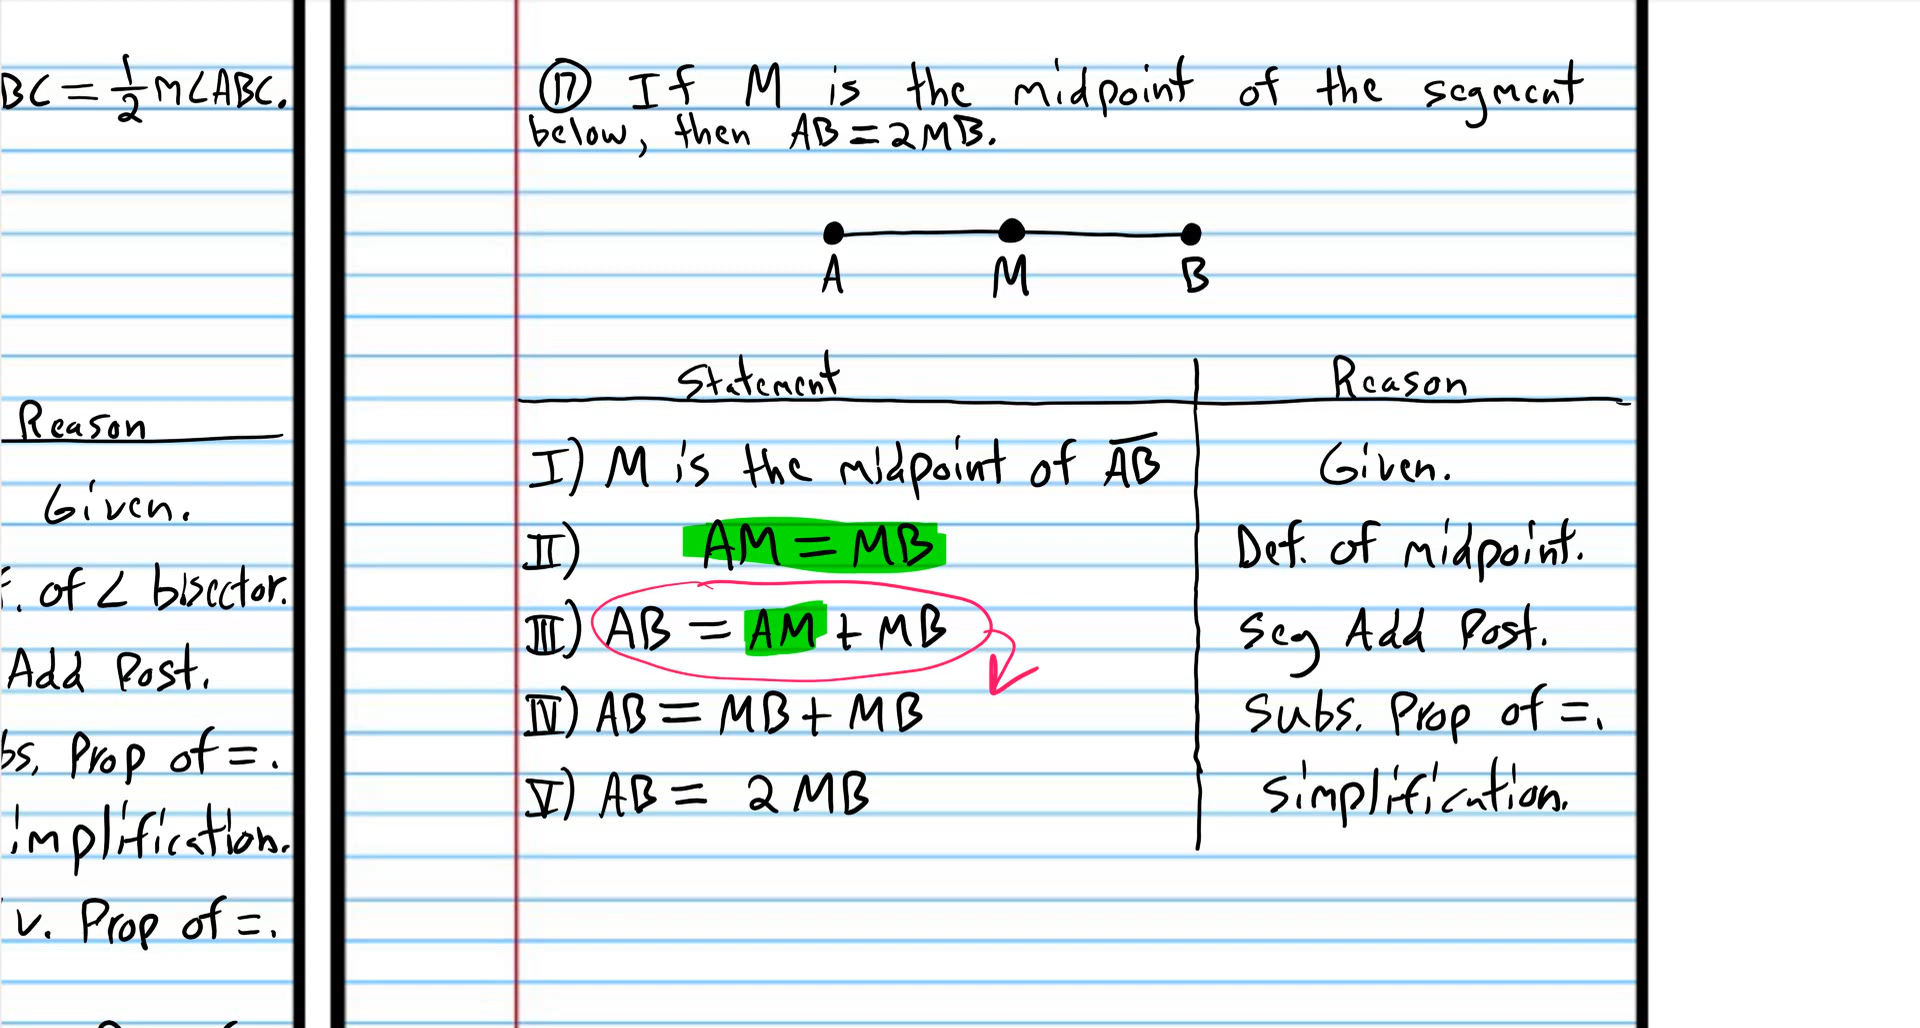 BC = 1/2 m∠ABC.
Reason
Given.
. of ∠ bisector.
Add Post.
bs. Prop of =.
implification.
v. Prop of =.
⑰ If M is the midpoint of the segment
below, then AB = 2MB.
A M B
Statement Reason
I) M is the midpoint of A̅B̅ Given.
II) AM = MB Def. of midpoint.
III) AB = AM + MB Seg Add Post.
IV) AB = MB + MB Subs. Prop of =.
V) AB = 2MB Simplification.